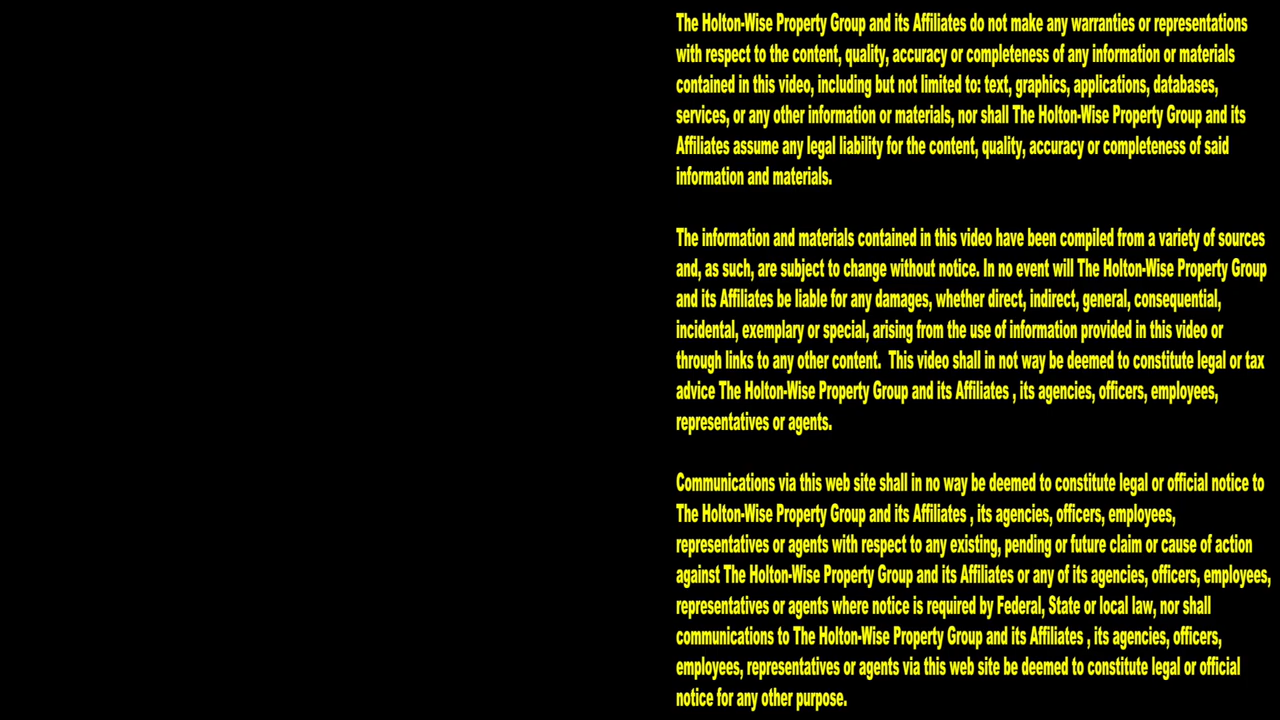 The Holton-Wise Property Group and its Affiliates do not make any warranties or representations
with respect to the content, quality, accuracy or completeness of any information or materials
contained in this video, including but not limited to: text, graphics, applications, databases,
services, or any other information or materials, nor shall The Holton-Wise Property Group and its
Affiliates assume any legal liability for the content, quality, accuracy or completeness of said
information and materials.
The information and materials contained in this video have been compiled from a variety of sources
and, as such, are subject to change without notice. In no event will The Holton-Wise Property Group
and its Affiliates be liable for any damages, whether direct, indirect, general, consequential,
incidental, exemplary or special, arising from the use of information provided in this video or
through links to any other content. This video shall in not way be deemed to constitute legal or tax
advice The Holton-Wise Property Group and its Affiliates , its agencies, officers, employees,
representatives or agents.
Communications via this web site shall in no way be deemed to constitute legal or official notice to
The Holton-Wise Property Group and its Affiliates , its agencies, officers, employees,
representatives or agents with respect to any existing, pending or future claim or cause of action
against The Holton-Wise Property Group and its Affiliates or any of its agencies, officers, employees,
representatives or agents where notice is required by Federal, State or local law, nor shall
communications to The Holton-Wise Property Group and its Affiliates , its agencies, officers,
employees, representatives or agents via this web site be deemed to constitute legal or official
notice for any other purpose.